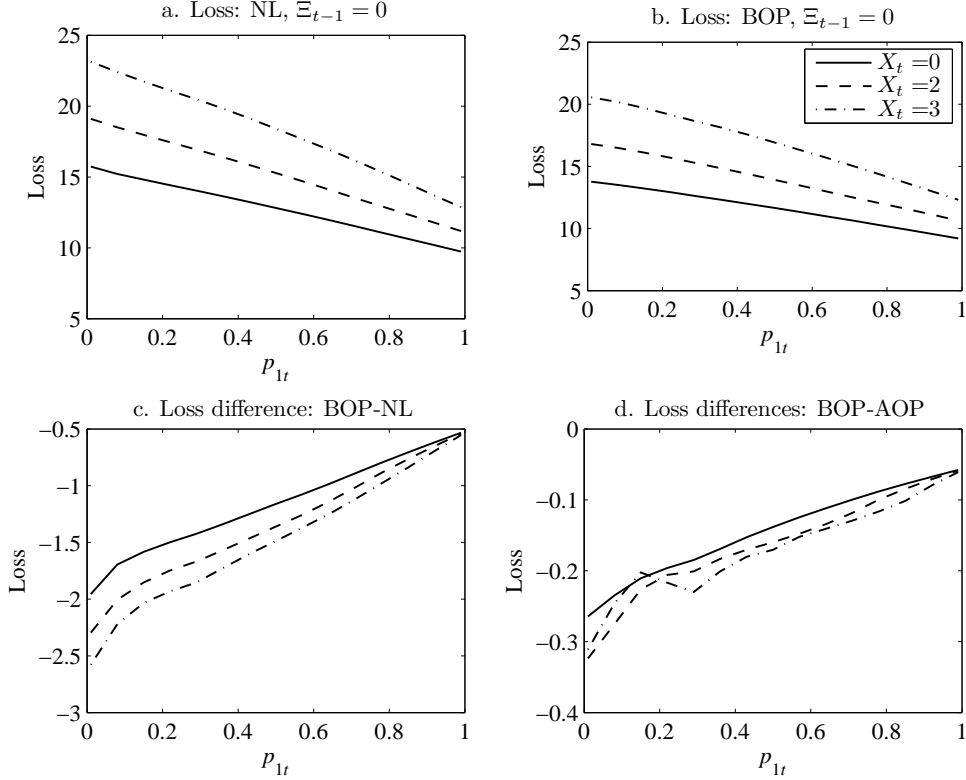 a. Loss: NL, Ξ_{t−1} = 0
25
20
15
10
5
Loss
0 0.2 0.4 0.6 0.8 1
p_{1t}
b. Loss: BOP, Ξ_{t−1} = 0
25
20
15
10
5
Loss
X_t =0
X_t =2
X_t =3
0 0.2 0.4 0.6 0.8 1
p_{1t}
c. Loss difference: BOP-NL
−0.5
−1
−1.5
−2
−2.5
−3
Loss
0 0.2 0.4 0.6 0.8 1
p_{1t}
d. Loss differences: BOP-AOP
0
−0.1
−0.2
−0.3
−0.4
Loss
0 0.2 0.4 0.6 0.8 1
p_{1t}